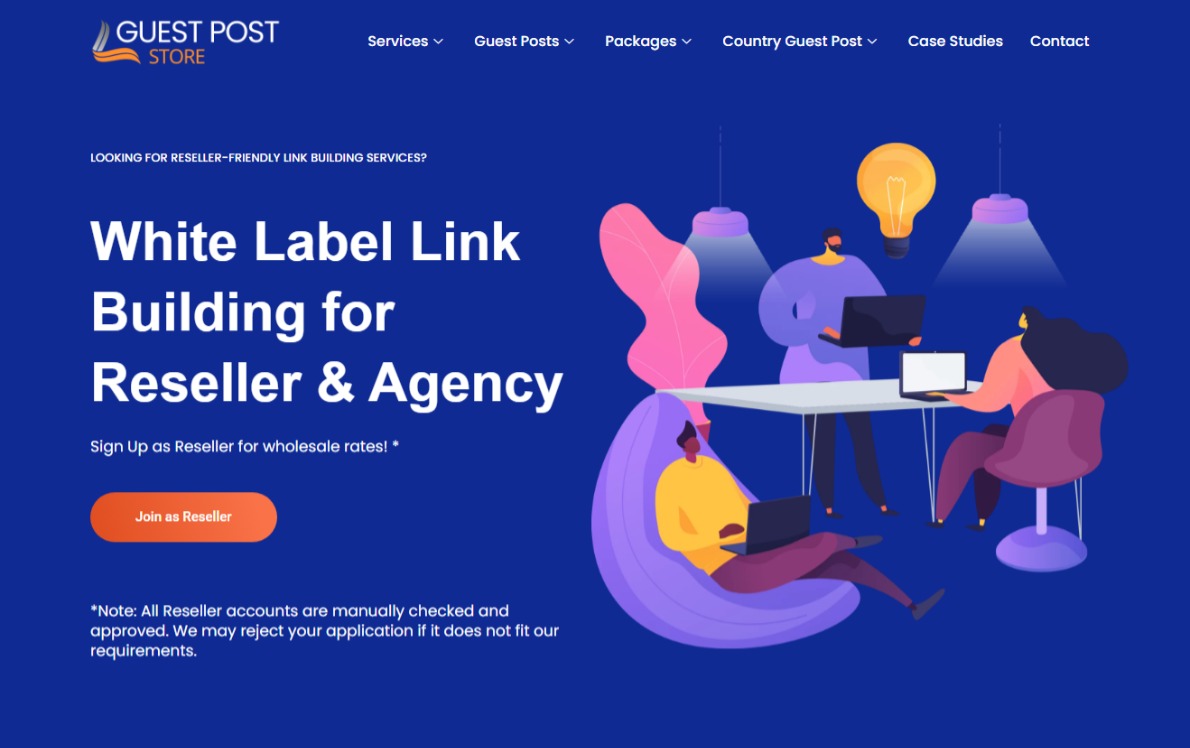 GUEST POST
STORE
Services
Guest Posts
Packages
Country Guest Post
Case Studies
Contact
LOOKING FOR RESELLER-FRIENDLY LINK BUILDING SERVICES?
White Label Link
Building for
Reseller & Agency
Sign Up as Reseller for wholesale rates! *
Join as Reseller
*Note: All Reseller accounts are manually checked and
approved. We may reject your application if it does not fit our
requirements.